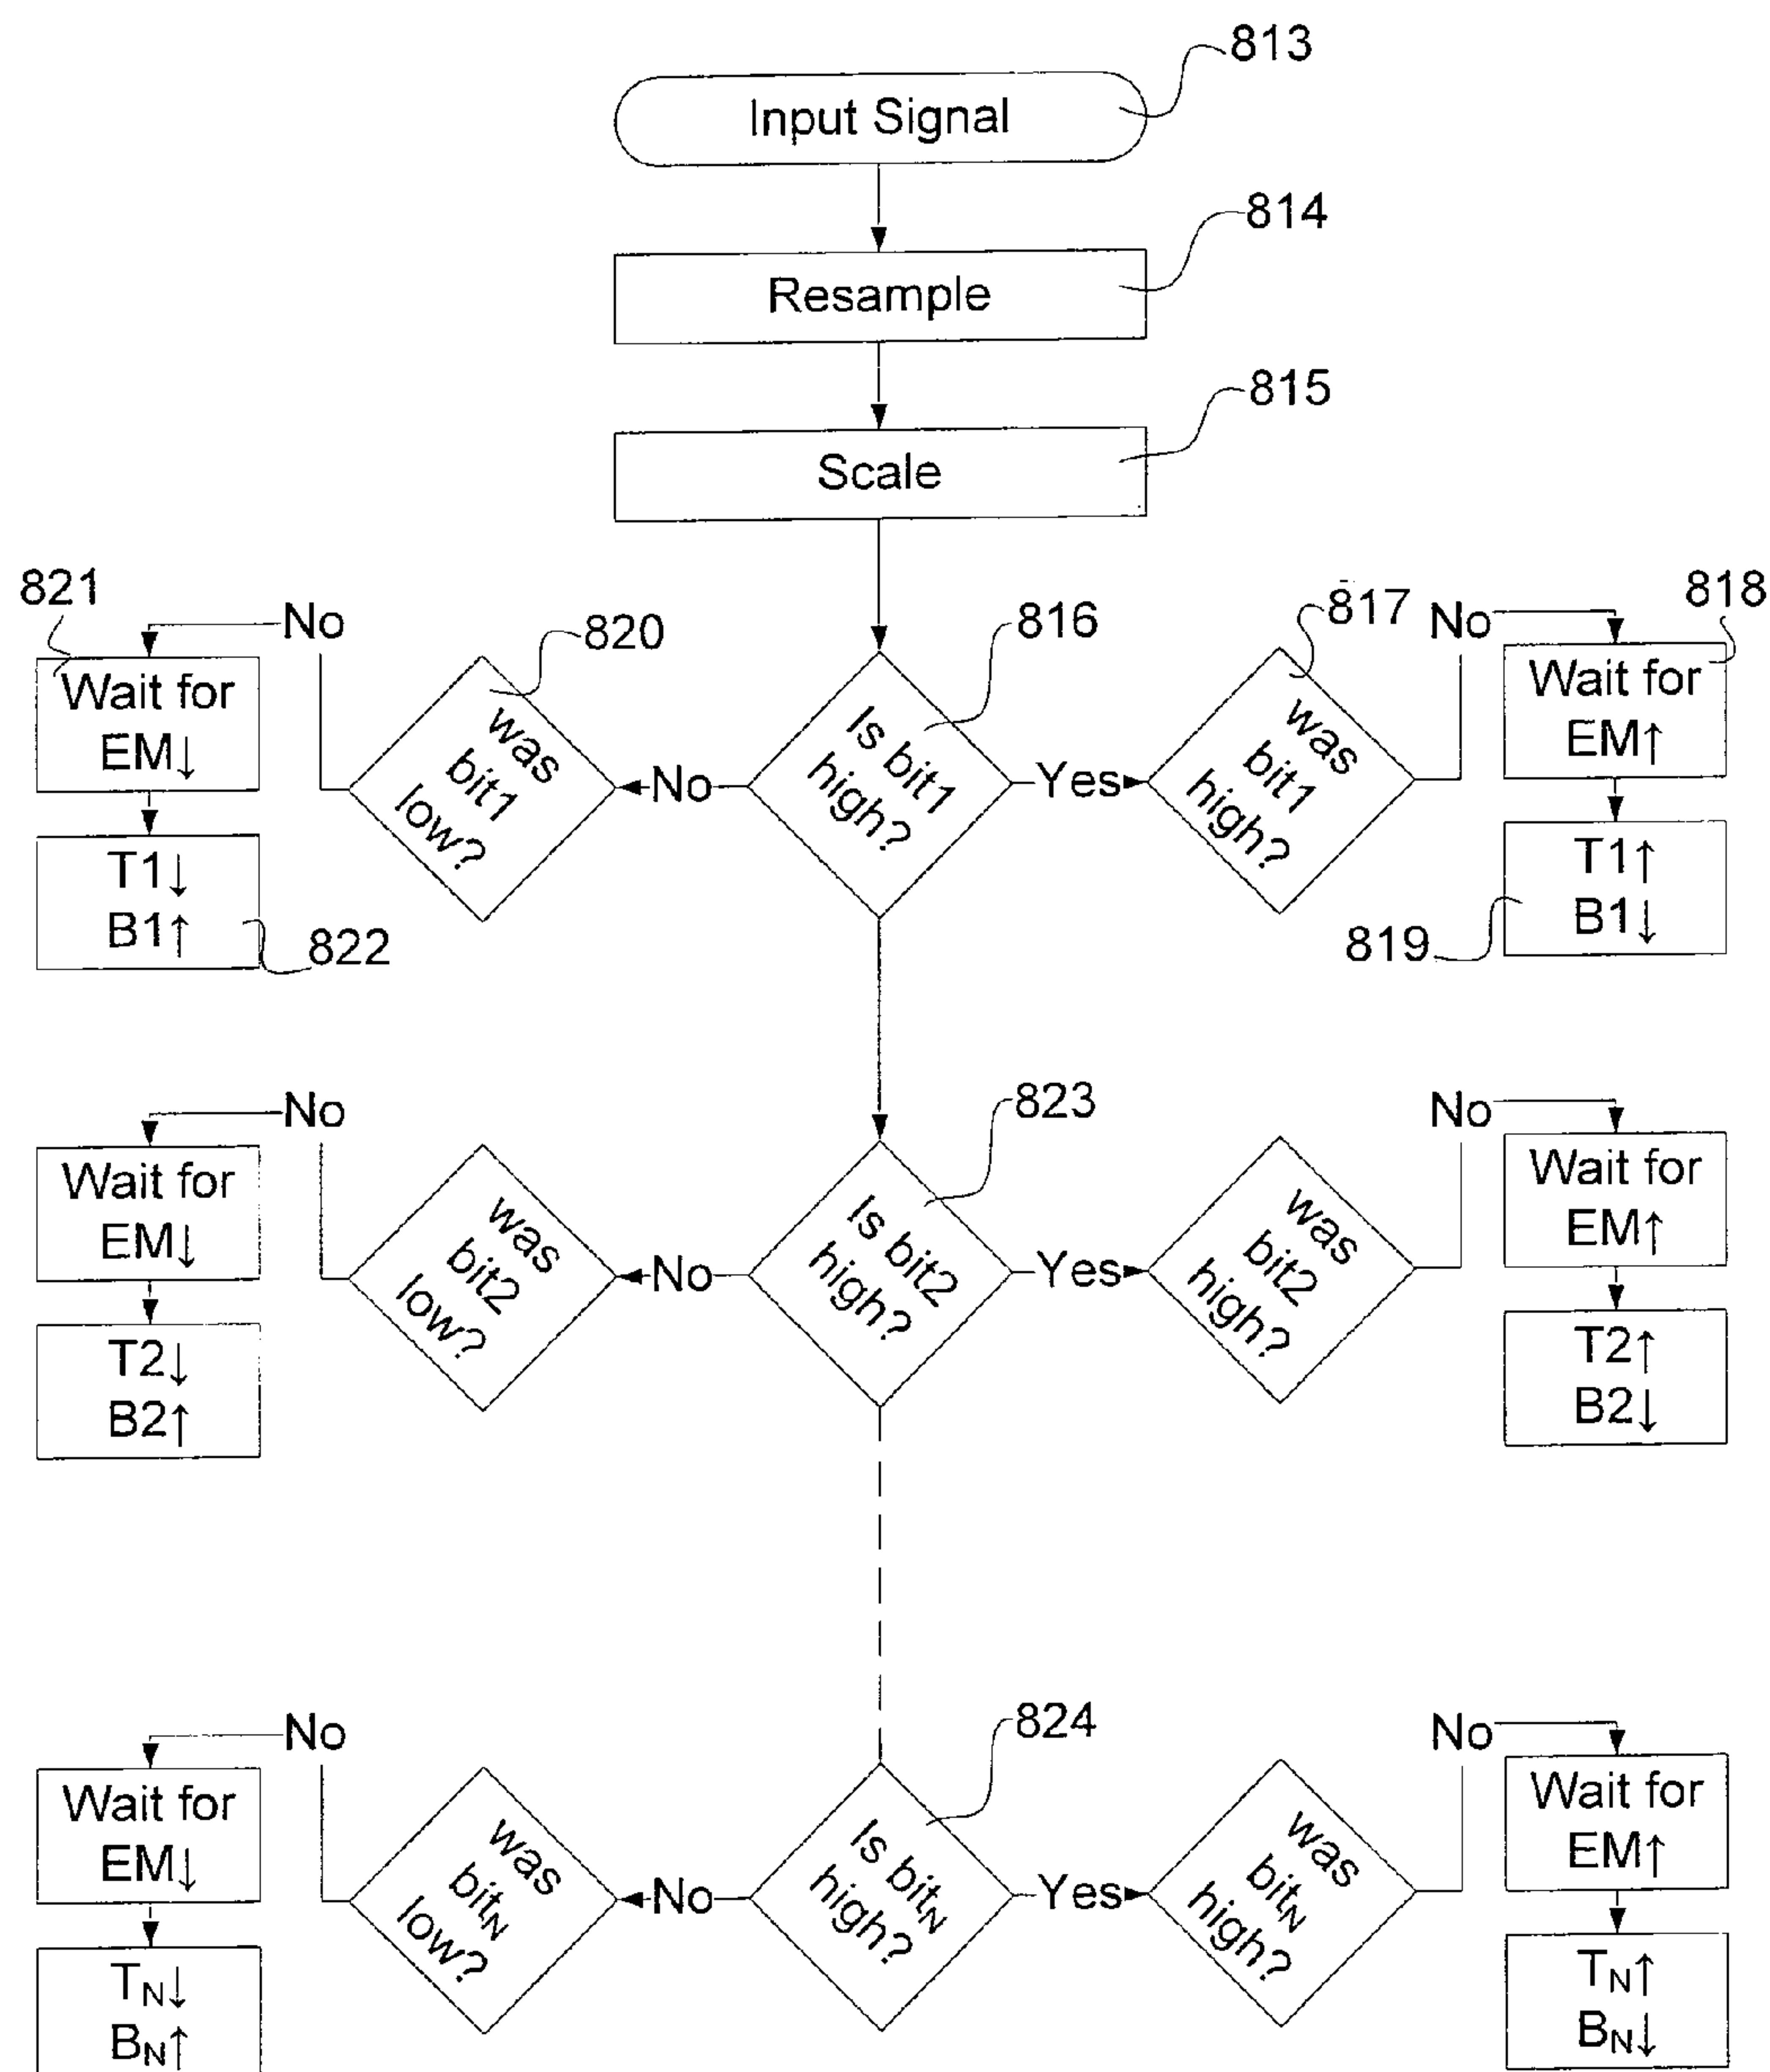 813
Input Signal
814
Resample
815
Scale
821
No
820
816
817
No
818
Wait for
EM↓
was
bit1
low?
No
Is bit1
high?
Yes
was
bit1
high?
Wait for
EM↑
T1↓
B1↑
822
T1↑
B1↓
819
No
823
No
Wait for
EM↓
was
bit2
low?
No
Is bit2
high?
Yes
was
bit2
high?
Wait for
EM↑
T2↓
B2↑
T2↑
B2↓
No
824
No
Wait for
EM↓
was
bitN
low?
No
Is bitN
high?
Yes
was
bitN
high?
Wait for
EM↑
TN↓
BN↑
TN↑
BN↓